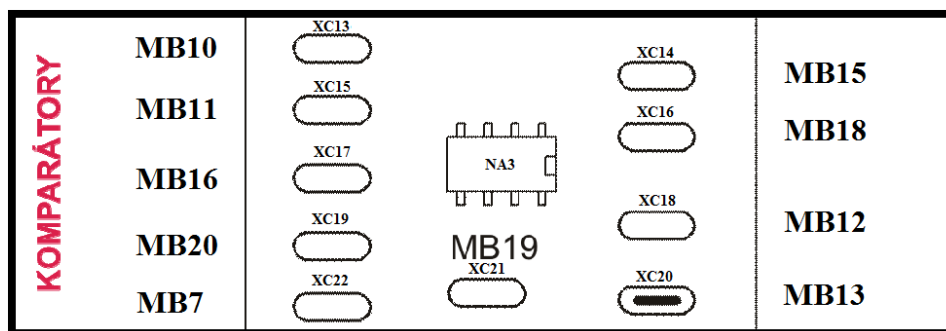 KOMPARÁTORY
MB10
MB11
MB16
MB20
MB7
XC13
XC15
XC17
XC19
XC22
NA3
MB19
XC21
XC14
XC16
XC18
XC20
MB15
MB18
MB12
MB13